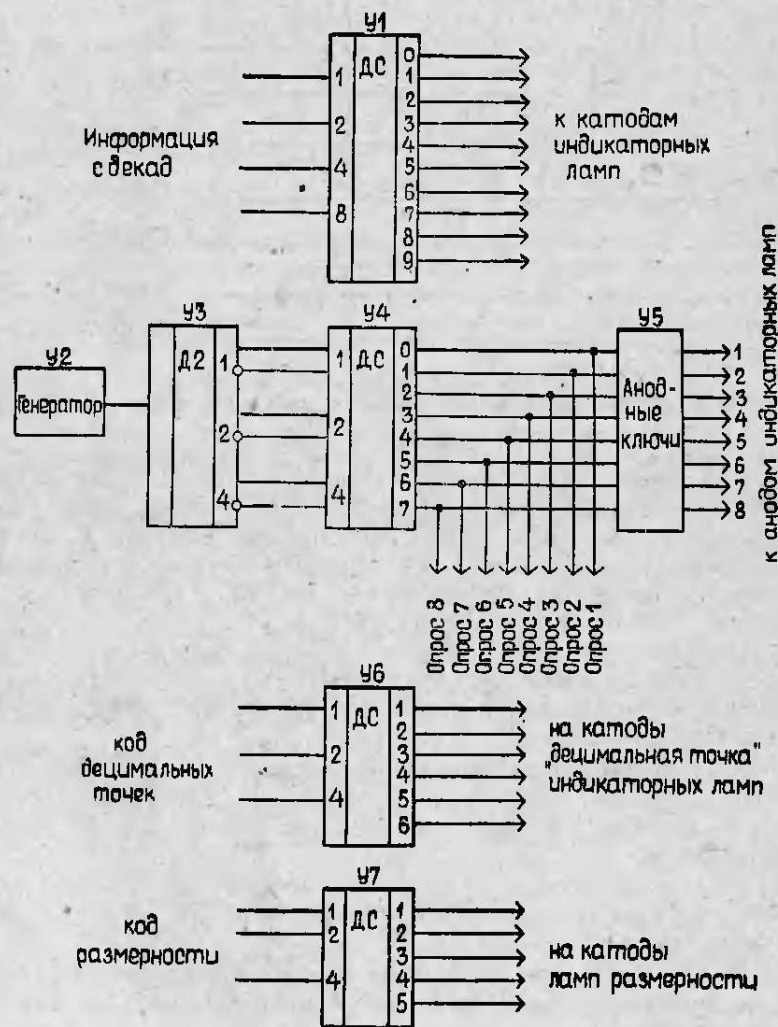 У1
ДС
0
1
1
2
2
3
4
4
5
6
8
7
8
9
Информация
с декад
к катодам
индикаторных
ламп
У2
Генератор
У3
Д2
1
2
4
У4
ДС
1
2
4
0
1
2
3
4
5
6
7
У5
Анод-
ные
ключи
1
2
3
4
5
6
7
8
к анодом индикаторных ламп
Опрос 8
Опрос 7
Опрос 6
Опрос 5
Опрос 4
Опрос 3
Опрос 2
Опрос 1
У6
ДС
1
2
4
1
2
3
4
5
6
код
децимальных
точек
на катоды
"децимальная точка"
индикаторных ламп
У7
ДС
1
2
4
1
2
3
4
5
код
размерности
на катоды
ламп размерности